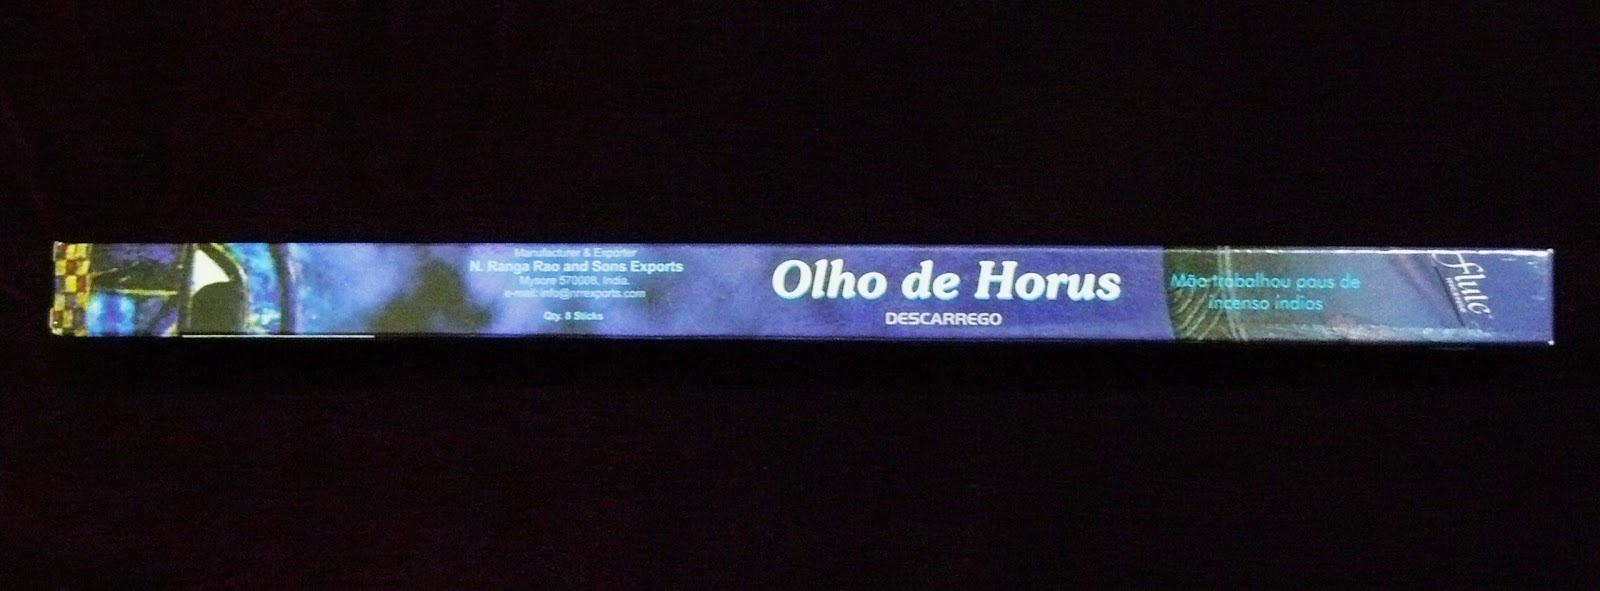 Manufacturer & Exporter
N. Ranga Rao and Sons Exports
Mysore 570008, India.
e-mail: info@nrrexports.com
Qty. 8 Sticks
Olho de Horus
DESCARREGO
Mão trabalhou paus de
incenso índios
flute